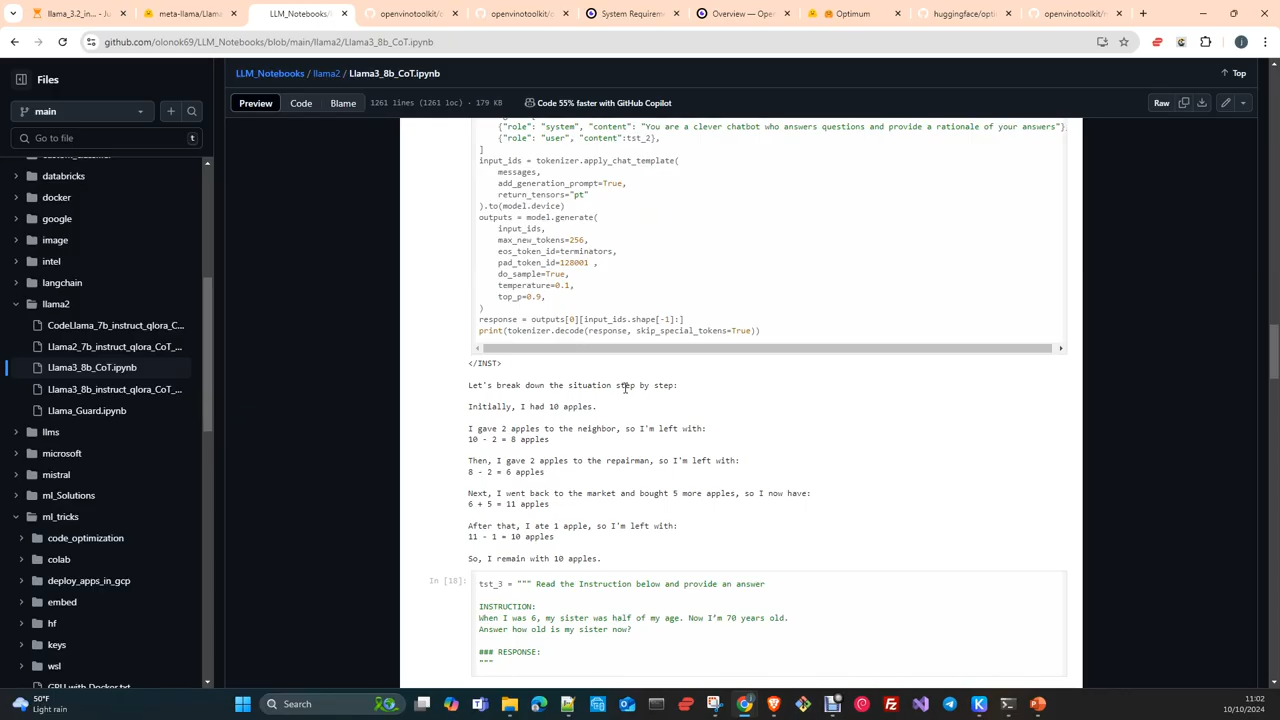 llama_3.2_in... - Ju
meta-llama/Llama
LLM_Notebooks/l
openvinotoolkit/c
openvinotoolkit/c
System Requirem
Overview — Open
Optimum
huggingface/opti
openvinotoolkit/n
github.com/olonok69/LLM_Notebooks/blob/main/llama2/Llama3_8b_CoT.ipynb
Files
LLM_Notebooks / llama2 / Llama3_8b_CoT.ipynb
Top
main
Preview
Code
Blame
1261 lines (1261 loc) · 179 KB
Code 55% faster with GitHub Copilot
Raw
Go to file
t
databricks
docker
google
image
intel
langchain
llama2
CodeLlama_7b_instruct_qlora_C...
Llama2_7b_instruct_qlora_CoT_...
Llama3_8b_CoT.ipynb
Llama3_8b_instruct_qlora_CoT_...
Llama_Guard.ipynb
llms
microsoft
mistral
ml_Solutions
ml_tricks
code_optimization
colab
deploy_apps_in_gcp
embed
hf
keys
wsl
GPU with Docker.txt
{"role": "system", "content": "You are a clever chatbot who answers questions and provide a rationale of your answers"}
{"role": "user", "content":tst_2},
]
input_ids = tokenizer.apply_chat_template(
messages,
add_generation_prompt=True,
return_tensors="pt"
).to(model.device)
outputs = model.generate(
input_ids,
max_new_tokens=256,
eos_token_id=terminators,
pad_token_id=128001 ,
do_sample=True,
temperature=0.1,
top_p=0.9,
)
response = outputs[0][input_ids.shape[-1]:]
print(tokenizer.decode(response, skip_special_tokens=True))
</INST>
Let's break down the situation step by step:
Initially, I had 10 apples.
I gave 2 apples to the neighbor, so I'm left with:
10 - 2 = 8 apples
Then, I gave 2 apples to the repairman, so I'm left with:
8 - 2 = 6 apples
Next, I went back to the market and bought 5 more apples, so I now have:
6 + 5 = 11 apples
After that, I ate 1 apple, so I'm left with:
11 - 1 = 10 apples
So, I remain with 10 apples.
In [18]:
tst_3 = """ Read the Instruction below and provide an answer
INSTRUCTION:
When I was 6, my sister was half of my age. Now I'm 70 years old.
Answer how old is my sister now?
### RESPONSE:
"""
50°F
Light rain
Search
11:02
10/10/2024